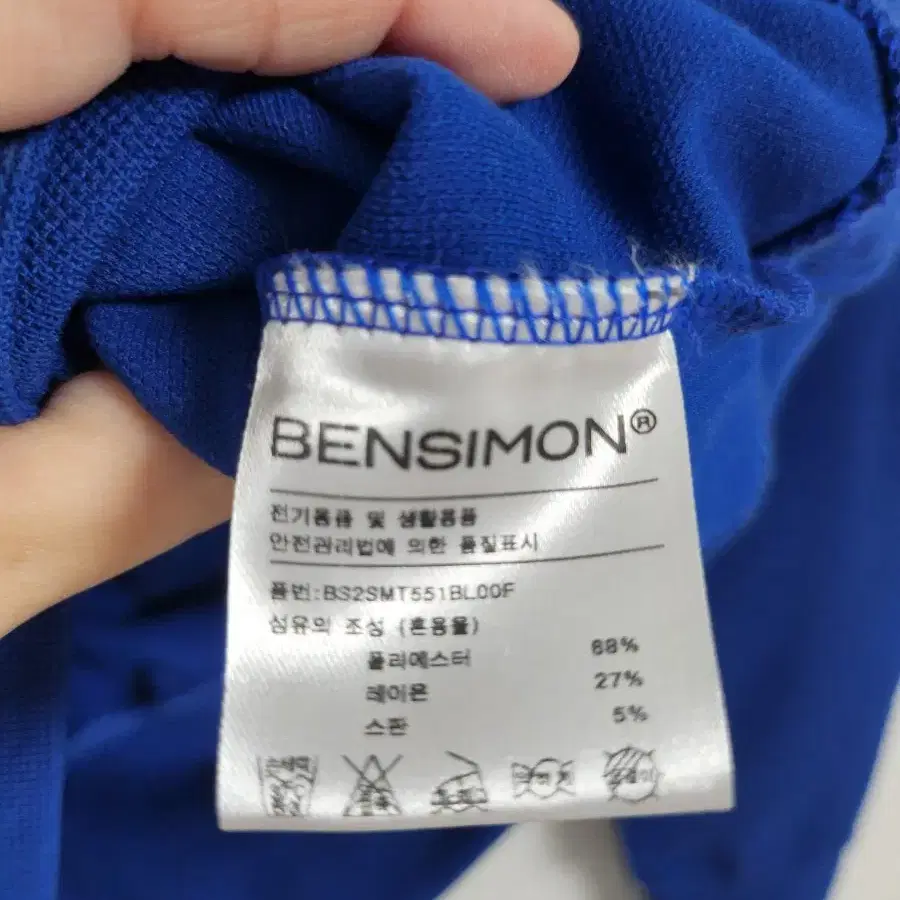 BENSIMON®
전기용품 및 생활용품
안전관리법에 의한 품질표시
품번:BS2SMT551BL00F
섬유의 조성 (혼용율)
폴리에스터 68%
레이온 27%
스판 5%